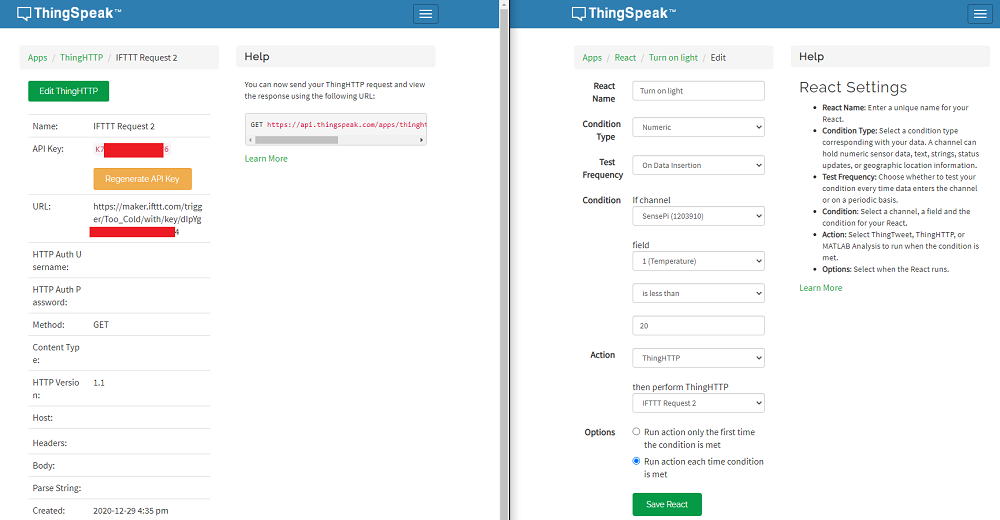 ThingSpeak™
Apps / ThingHTTP / IFTTT Request 2
Edit ThingHTTP
Name: IFTTT Request 2
API Key: K7 6
Regenerate API Key
URL: https://maker.ifttt.com/trigg
er/Too_Cold/with/key/dIpYg
4
HTTP Auth U
sername:
HTTP Auth P
assword:
Method: GET
Content Typ
e:
HTTP Versio
n: 1.1
Host:
Headers:
Body:
Parse String:
Created: 2020-12-29 4:35 pm
Help
You can now send your ThingHTTP request and view
the response using the following URL:
GET https://api.thingspeak.com/apps/thinght
Learn More
ThingSpeak™
Apps / React / Turn on light / Edit
React
Name
Turn on light
Condition
Type
Numeric
Test
Frequency
On Data Insertion
Condition
If channel
SensePi (1203910)
field
1 (Temperature)
is less than
20
Action
ThingHTTP
then perform ThingHTTP
IFTTT Request 2
Options
Run action only the first time
the condition is met
Run action each time condition
is met
Save React
Help
React Settings
• React Name: Enter a unique name for your
React.
• Condition Type: Select a condition type
corresponding with your data. A channel can
hold numeric sensor data, text, strings, status
updates, or geographic location information.
• Test Frequency: Choose whether to test your
condition every time data enters the channel
or on a periodic basis.
• Condition: Select a channel, a field and the
condition for your React.
• Action: Select ThingTweet, ThingHTTP, or
MATLAB Analysis to run when the condition is
met.
• Options: Select when the React runs.
Learn More